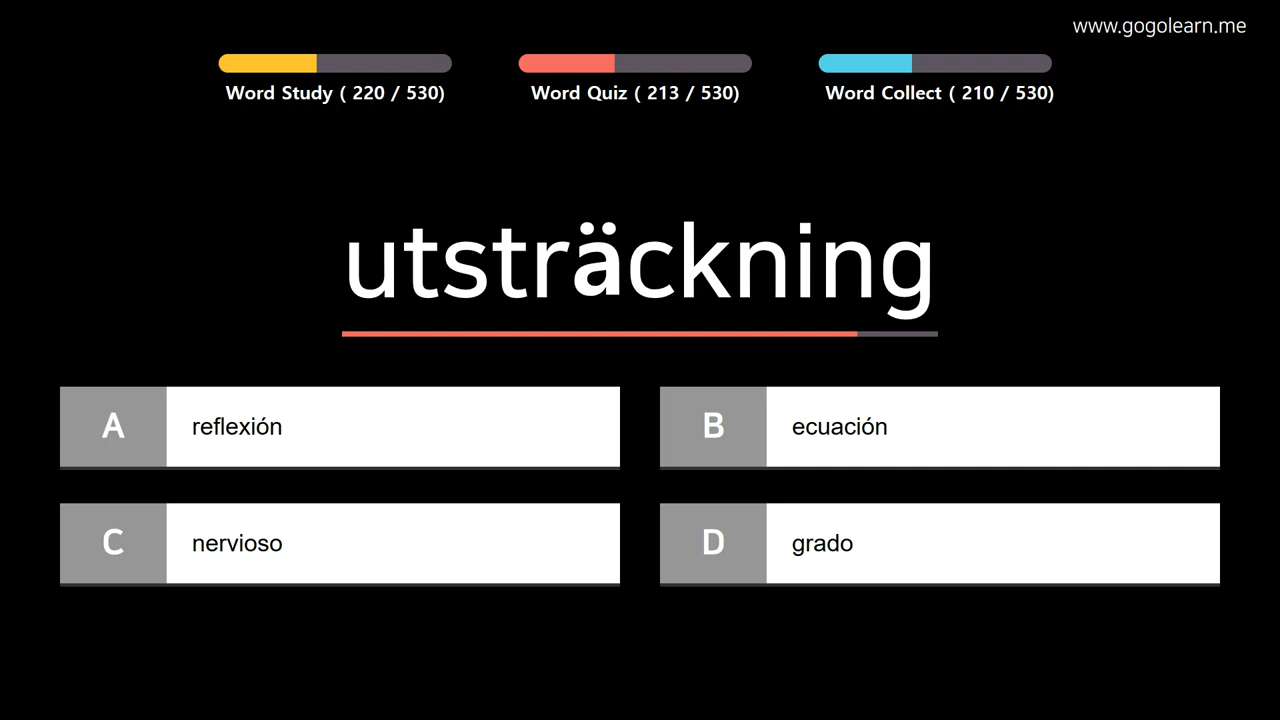 www.gogolearn.me
Word Study ( 220 / 530)
Word Quiz ( 213 / 530)
Word Collect ( 210 / 530)
utsträckning
A reflexión
B ecuación
C nervioso
D grado